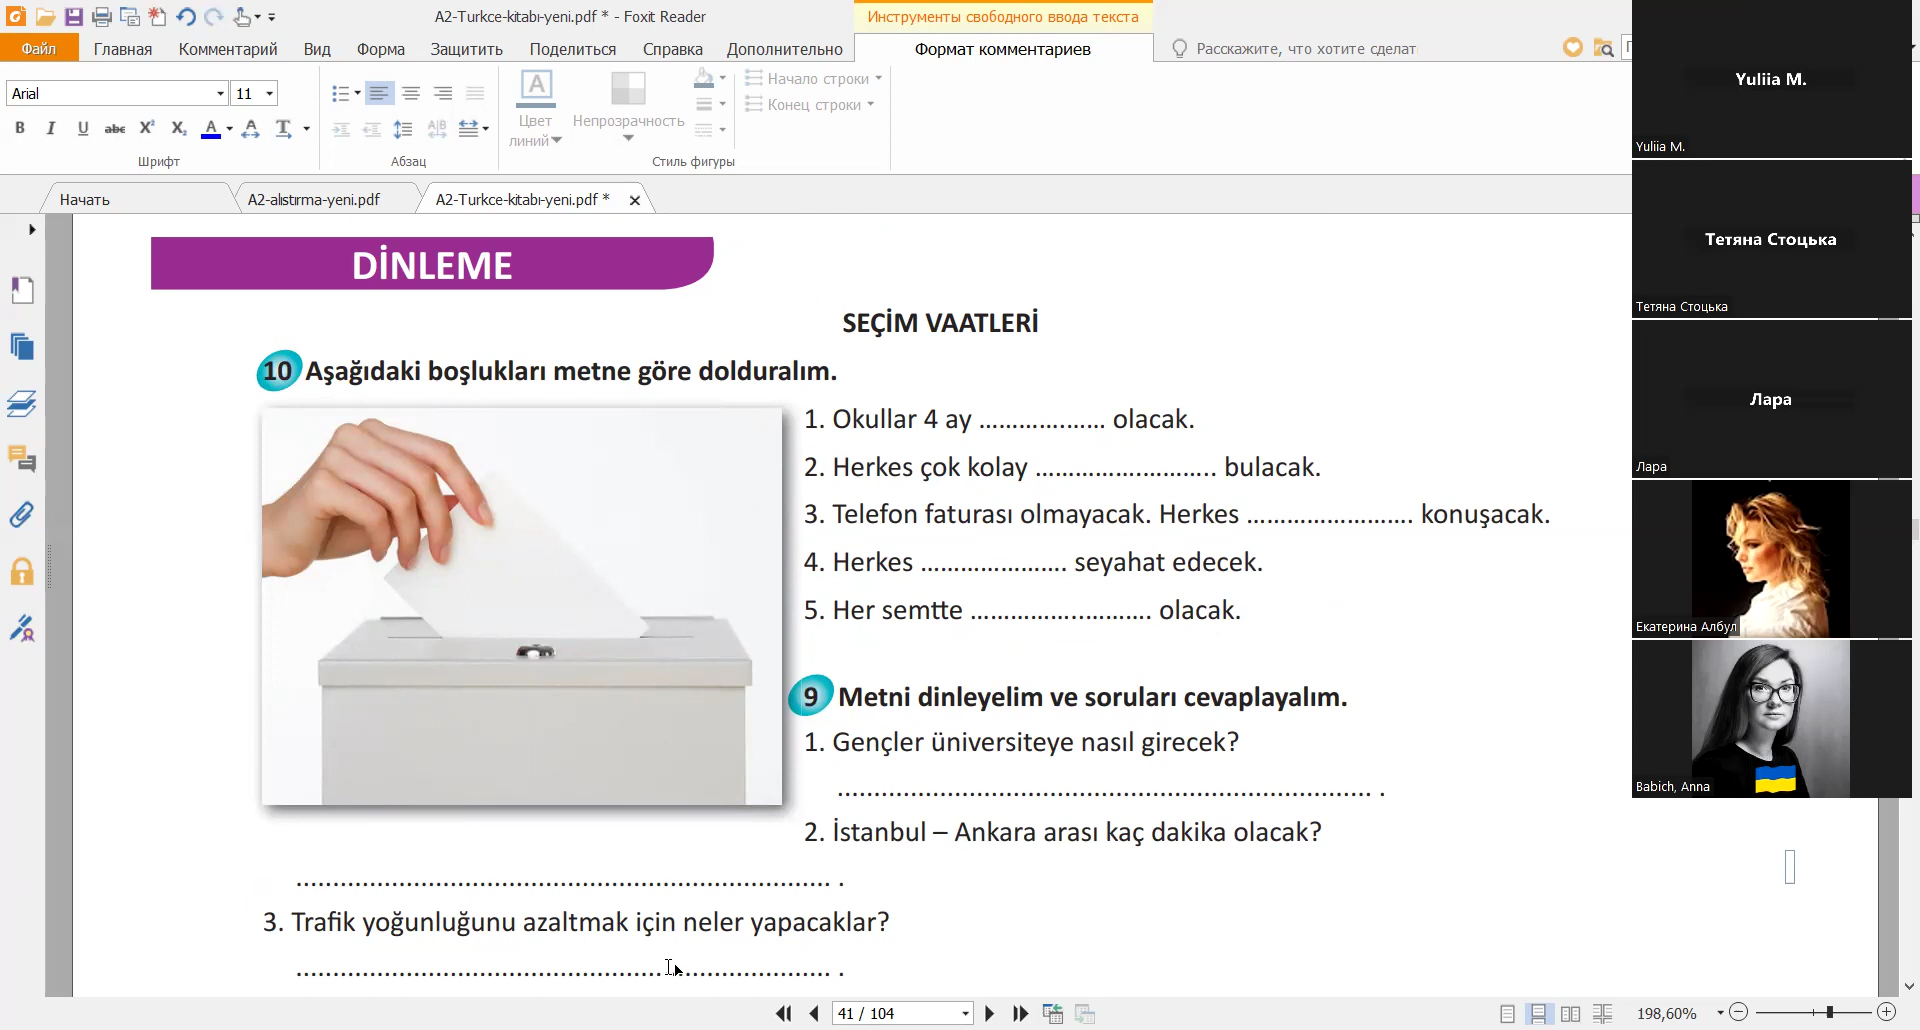 A2-Turkce-kitabı-yeni.pdf * - Foxit Reader
Инструменты свободного ввода текста
Файл
Главная
Комментарий
Вид
Форма
Защитить
Поделиться
Справка
Дополнительно
Формат комментариев
Расскажите, что хотите сделат
Arial
11
Цвет линий
Непрозрачность
Начало строки
Конец строки
Шрифт
Абзац
Стиль фигуры
Начать
A2-alıstırma-yeni.pdf
A2-Turkce-kitabı-yeni.pdf *
DİNLEME
SEÇİM VAATLERİ
10 Aşağıdaki boşlukları metne göre dolduralım.
1. Okullar 4 ay ................... olacak.
2. Herkes çok kolay ........................... bulacak.
3. Telefon faturası olmayacak. Herkes ......................... konuşacak.
4. Herkes ...................... seyahat edecek.
5. Her semtte ........................... olacak.
9 Metni dinleyelim ve soruları cevaplayalım.
1. Gençler üniversiteye nasıl girecek?
........................................................................ .
2. İstanbul – Ankara arası kaç dakika olacak?
........................................................................ .
3. Trafik yoğunluğunu azaltmak için neler yapacaklar?
........................................................................ .
41 / 104
198,60%
Yuliia M.
Yuliia M.
Тетяна Стоцька
Тетяна Стоцька
Лара
Лара
Екатерина Албул
Babich, Anna